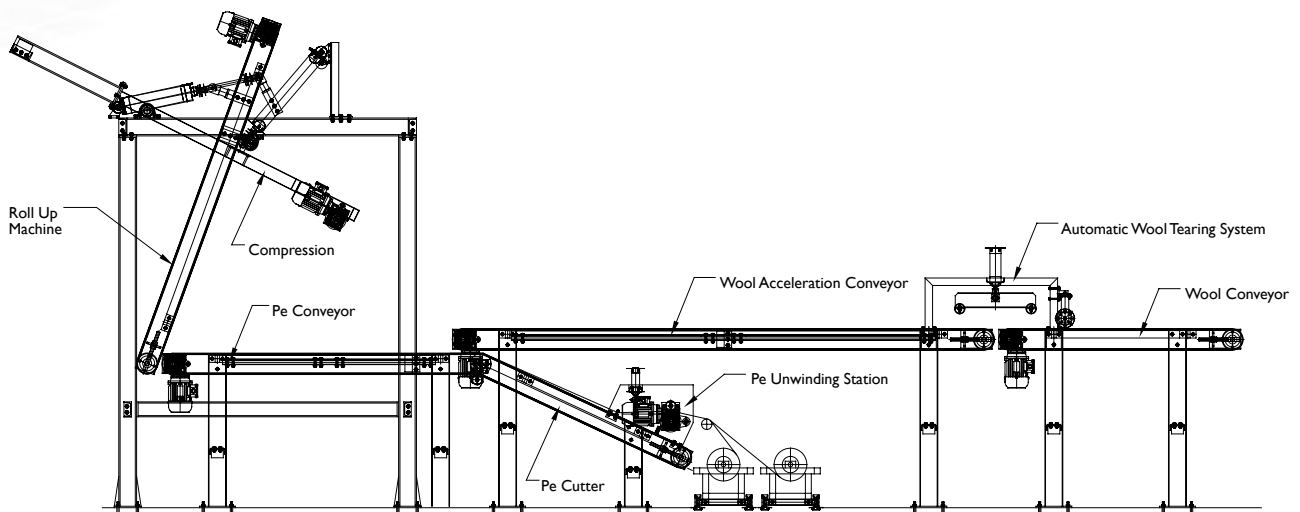 Roll Up
Machine
Compression
Pe Conveyor
Wool Acceleration Conveyor
Automatic Wool Tearing System
Wool Conveyor
Pe Unwinding Station
Pe Cutter